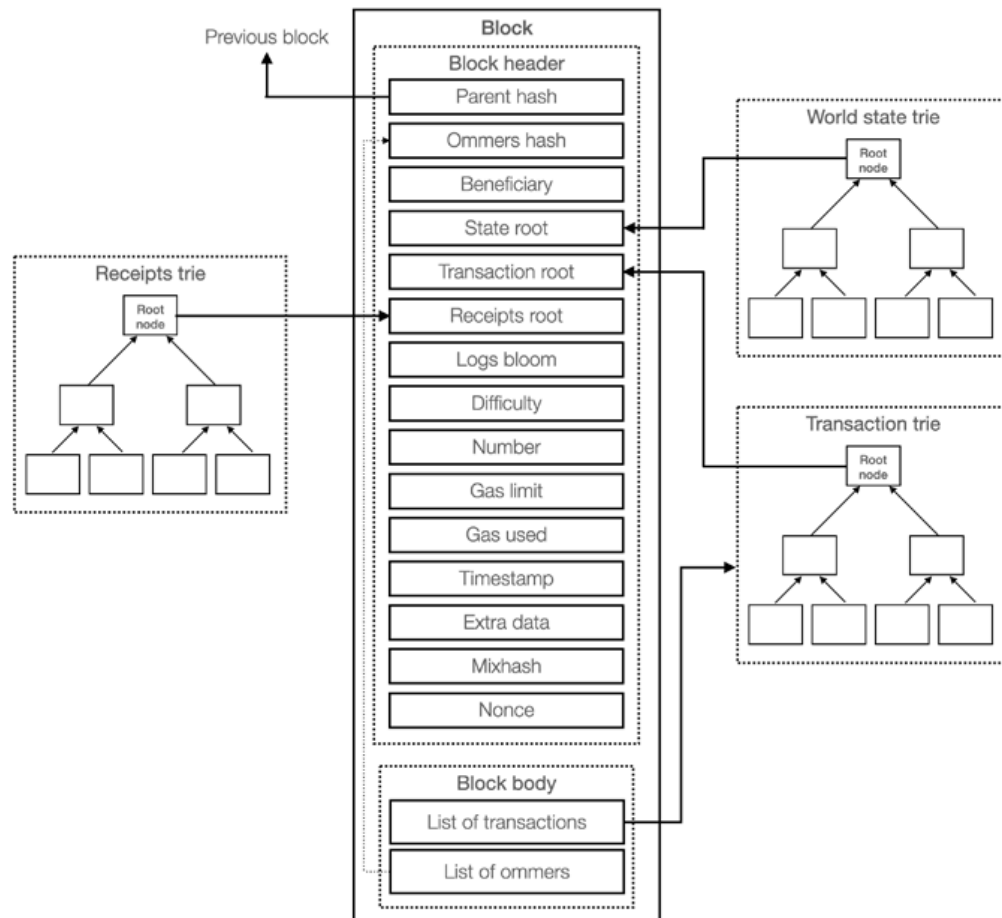 Block
Previous block
Block header
Parent hash
Ommers hash
Beneficiary
State root
Transaction root
Receipts root
Logs bloom
Difficulty
Number
Gas limit
Gas used
Timestamp
Extra data
Mixhash
Nonce
Block body
List of transactions
List of ommers
Receipts trie
Root
node
World state trie
Root
node
Transaction trie
Root
node